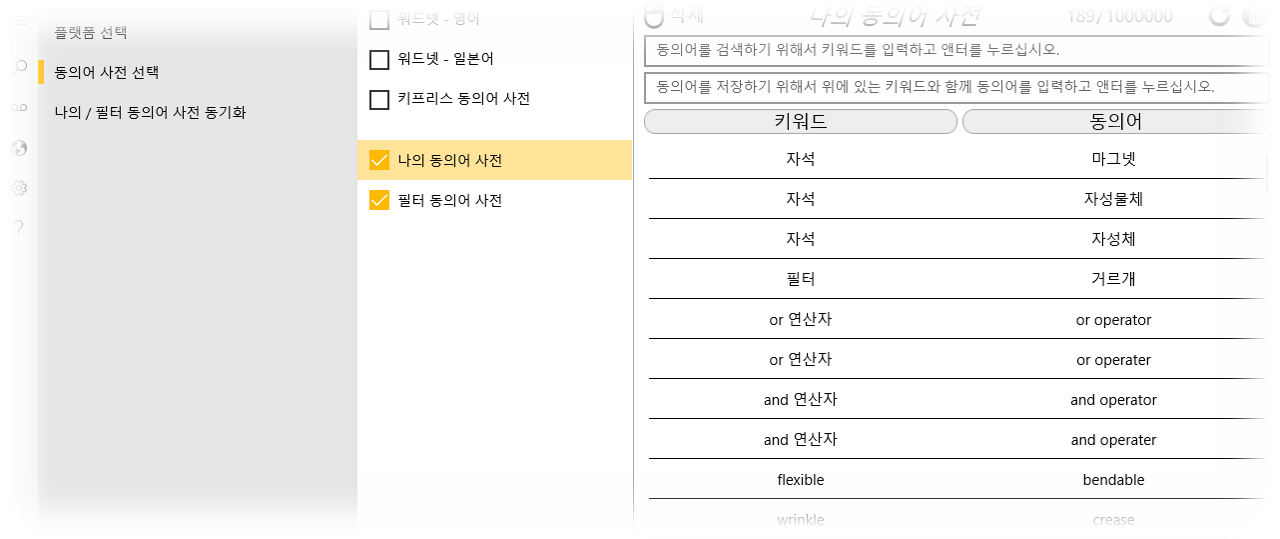 플랫폼 선택
동의어 사전 선택
나의 / 필터 동의어 사전 동기화
워드넷 - 영어
워드넷 - 일본어
키프리스 동의어 사전
나의 동의어 사전
필터 동의어 사전
삭제 나의 동의어 사전 189/1000000
동의어를 검색하기 위해서 키워드를 입력하고 앤터를 누르십시오.
동의어를 저장하기 위해서 위에 있는 키워드와 함께 동의어를 입력하고 앤터를 누르십시오.
키워드 동의어
자석 마그넷
자석 자성물체
자석 자성체
필터 거르개
or 연산자 or operator
or 연산자 or operater
and 연산자 and operator
and 연산자 and operater
flexible bendable
wrinkle crease